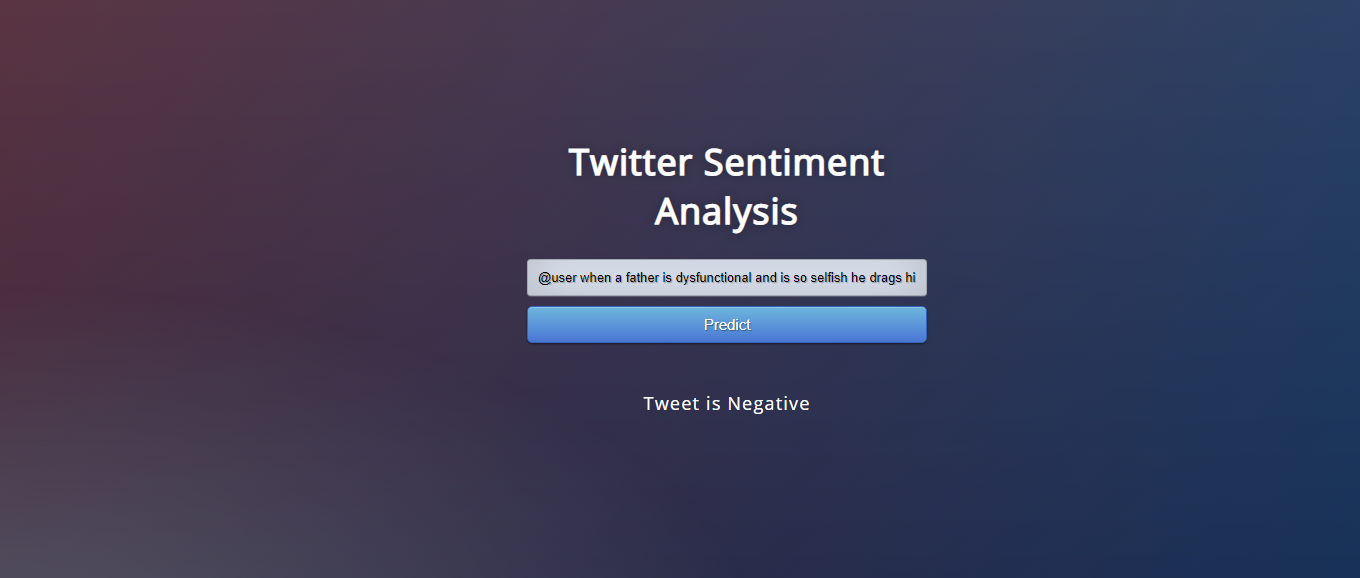 Twitter Sentiment
Analysis
@user when a father is dysfunctional and is so selfish he drags hi
Predict
Tweet is Negative